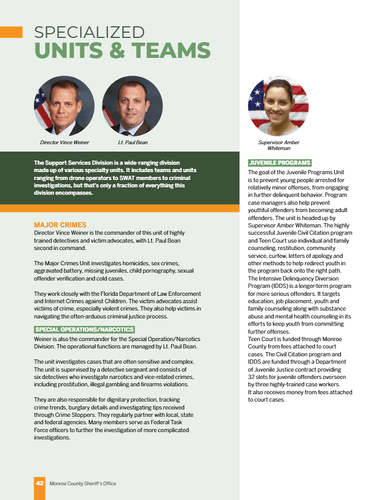 SPECIALIZED
UNITS & TEAMS
Director Vince Weiner
Lt. Paul Bean
The Support Services Division is a wide-ranging division
made up of various specialty units. It includes teams and units
ranging from drone operators to SWAT members to criminal
investigations, but that's only a fraction of everything this
division encompasses.
MAJOR CRIMES
Director Vince Weiner is the commander of this unit of highly
trained detectives and victim advocates, with Lt. Paul Bean
second in command.
The Major Crimes Unit investigates homicides, sex crimes,
aggravated battery, missing juveniles, child pornography, sexual
offender verification and cold cases.
They work closely with the Florida Department of Law Enforcement
and Internet Crimes against Children. The victim advocates assist
victims of crime, especially violent crimes. They also help victims in
navigating the often-arduous criminal justice process.
SPECIAL OPERATIONS/NARCOTICS
Weiner is also the commander for the Special Operation/Narcotics
Division. The operational functions are managed by Lt. Paul Bean.
The unit investigates cases that are often sensitive and complex.
The unit is supervised by a detective sergeant and consists of
six detectives who investigate narcotics and vice-related crimes,
including prostitution, illegal gambling and firearms violations.
They are also responsible for dignitary protection, tracking
crime trends, burglary details and investigating tips received
through Crime Stoppers. They regularly partner with local, state
and federal agencies. Many members serve as Federal Task
Force officers to further the investigation of more complicated
investigations.
Supervisor Amber
Whiteman
JUVENILE PROGRAMS
The goal of the Juvenile Programs Unit
is to prevent young people arrested for
relatively minor offenses, from engaging
in further delinquent behavior. Program
case managers also help prevent
youthful offenders from becoming adult
offenders. The unit is headed up by
Supervisor Amber Whiteman. The highly
successful Juvenile Civil Citation program
and Teen Court use individual and family
counseling, restitution, community
service, curfew, letters of apology and
other methods to help redirect youth in
the program back onto the right path.
The Intensive Delinquency Diversion
Program (IDDS) is a longer-term program
for more serious offenders. It targets
education, job placement, youth and
family counseling along with substance
abuse and mental health counseling in its
efforts to keep youth from committing
further offenses.
Teen Court is funded through Monroe
County from fees attached to court
cases. The Civil Citation program and
IDDS are funded through a Department
of Juvenile Justice contract providing
32 slots for juvenile offenders overseen
by three highly-trained case workers.
It also receives money from fees attached
to court cases.
42 Monroe County Sheriff's Office